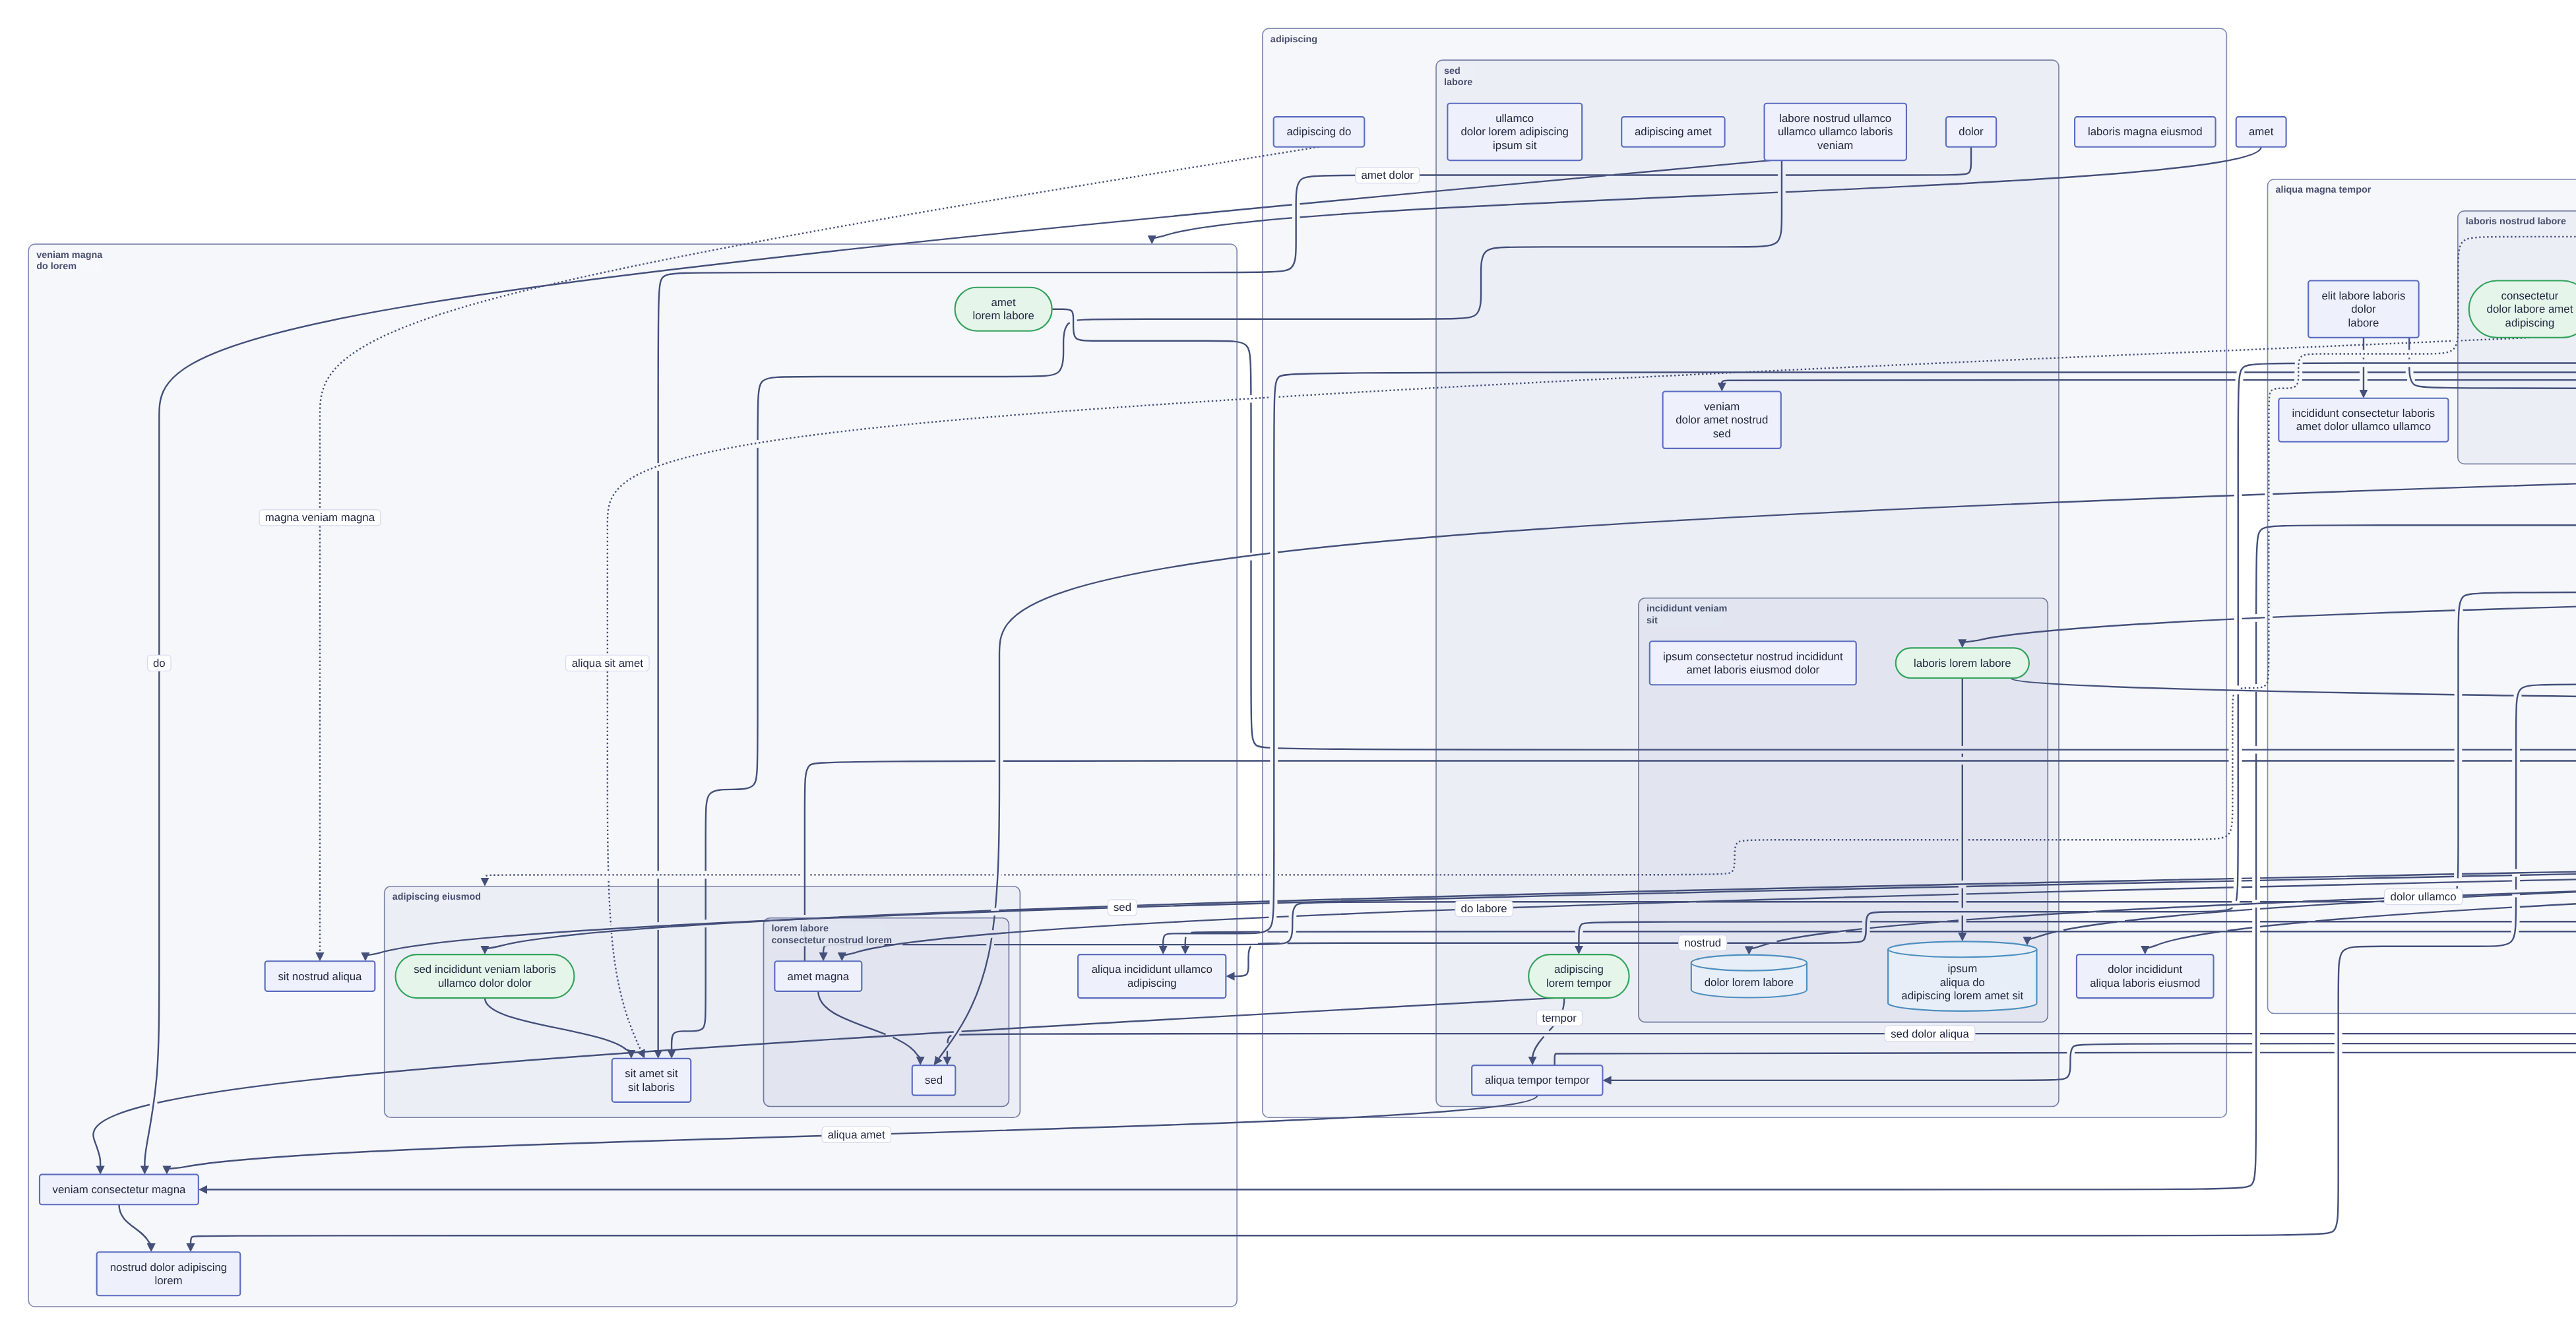 adipiscing
sed
labore
adipiscing do
ullamco
dolor lorem adipiscing
ipsum sit
adipiscing amet
labore nostrud ullamco
ullamco ullamco laboris
veniam
dolor
laboris magna eiusmod
amet
amet dolor
aliqua magna tempor
laboris nostrud labore
veniam magna
do lorem
amet
lorem labore
elit labore laboris
dolor
labore
consectetur
dolor labore amet
adipiscing
veniam
dolor amet nostrud
sed
incididunt consectetur laboris
amet dolor ullamco ullamco
magna veniam magna
incididunt veniam
sit
do
aliqua sit amet
ipsum consectetur nostrud incididunt
amet laboris eiusmod dolor
laboris lorem labore
adipiscing eiusmod
sed
do labore
dolor ullamco
lorem labore
consectetur nostrud lorem
nostrud
sit nostrud aliqua
sed incididunt veniam laboris
ullamco dolor dolor
amet magna
aliqua incididunt ullamco
adipiscing
adipiscing
lorem tempor
dolor lorem labore
ipsum
aliqua do
adipiscing lorem amet sit
dolor incididunt
aliqua laboris eiusmod
tempor
sed dolor aliqua
sit amet sit
sit laboris
sed
aliqua tempor tempor
aliqua amet
veniam consectetur magna
nostrud dolor adipiscing
lorem